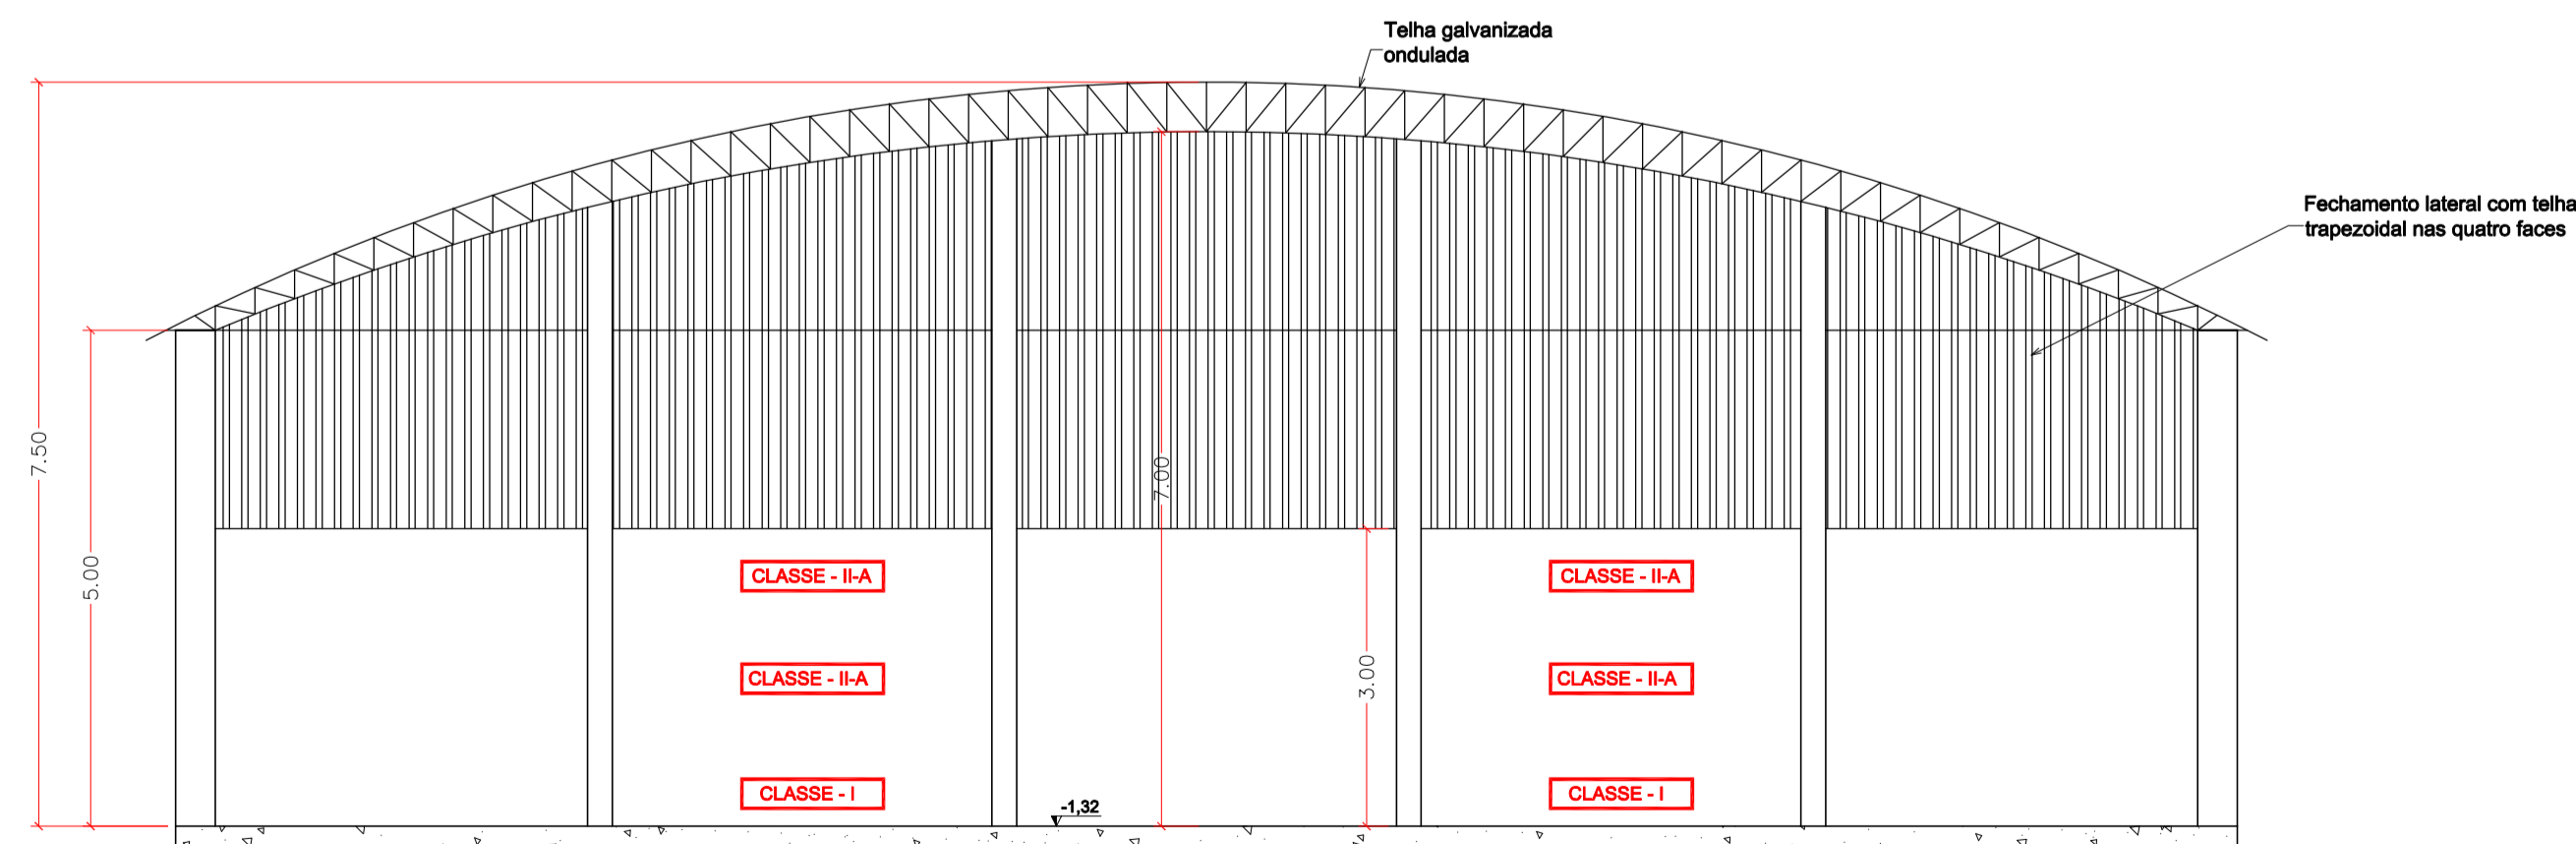 Telha galvanizada
ondulada
Fechamento lateral com telha
trapezoidal nas quatro faces
7.50
5.00
7.00
3.00
CLASSE - II-A
CLASSE - II-A
CLASSE - II-A
CLASSE - II-A
CLASSE - I
CLASSE - I
-1,32